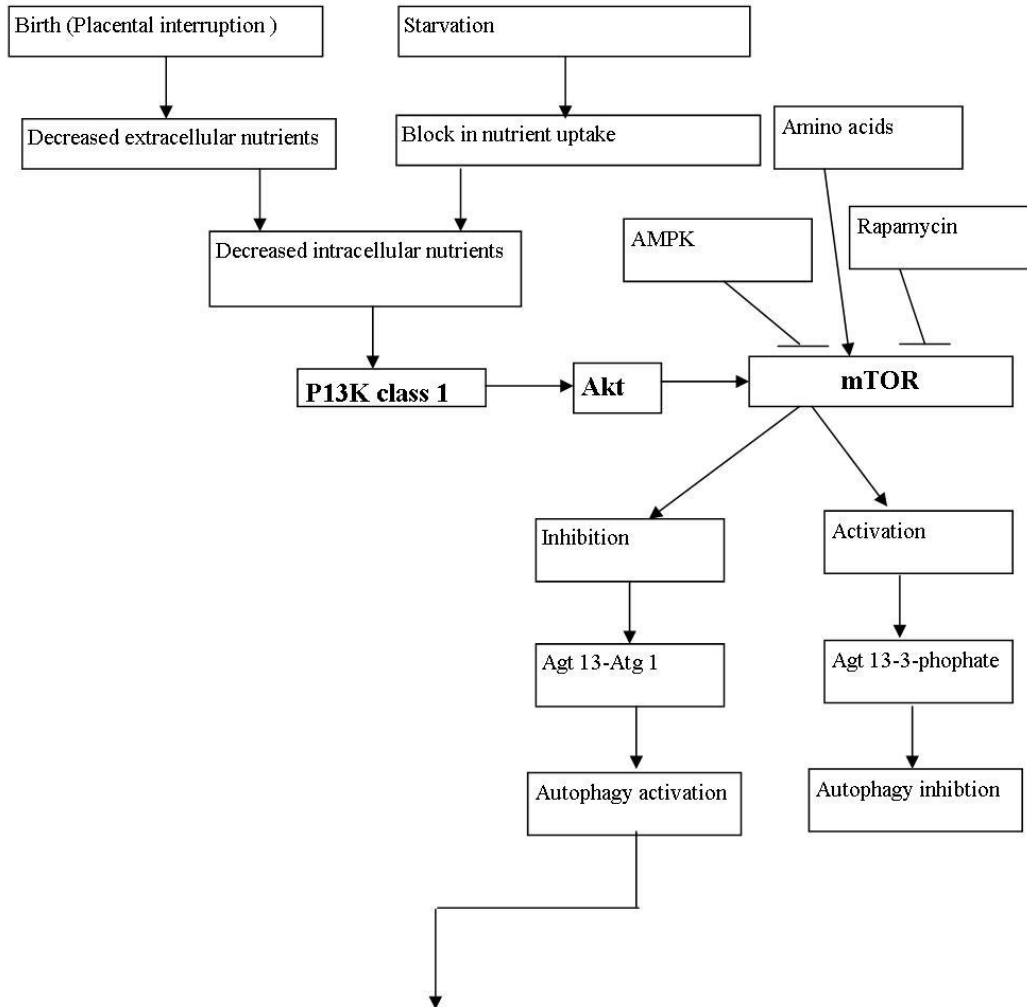 Birth (Placental interruption )
Starvation
Decreased extracellular nutrients
Block in nutrient uptake
Amino acids
Decreased intracellular nutrients
AMPK
Rapamycin
P13K class 1
Akt
mTOR
Inhibition
Activation
Agt 13-Atg 1
Agt 13-3-phophate
Autophagy activation
Autophagy inhibtion